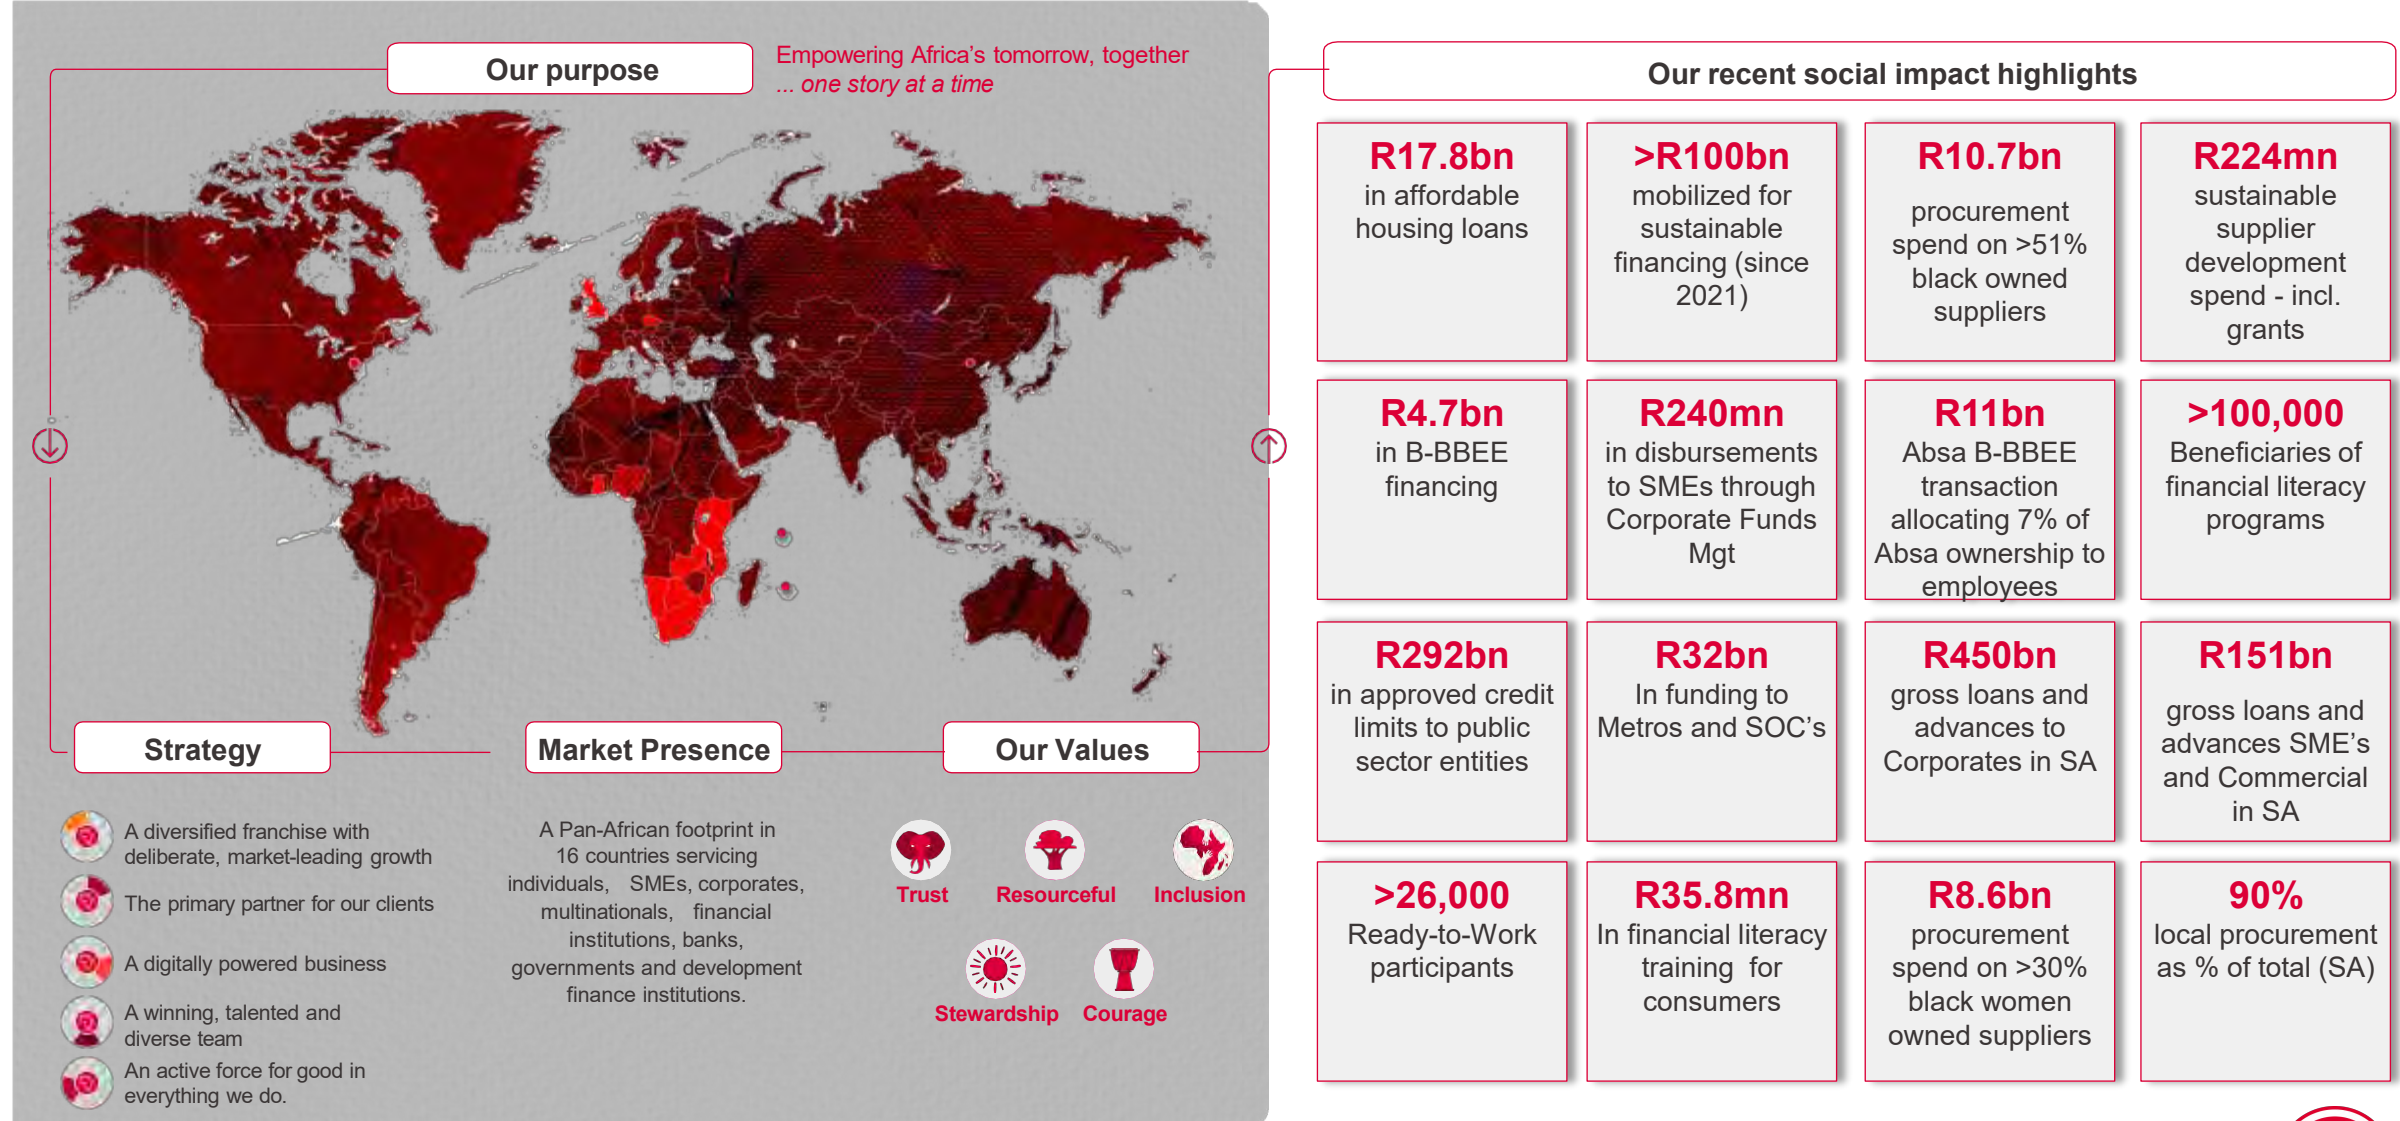 Our purpose
Empowering Africa’s tomorrow, together
... one story at a time
Strategy
A diversified franchise with
deliberate, market-leading growth
The primary partner for our clients
A digitally powered business
A winning, talented and
diverse team
An active force for good in
everything we do.
Market Presence
A Pan-African footprint in
16 countries servicing
individuals, SMEs, corporates,
multinationals, financial
institutions, banks,
governments and development
finance institutions.
Our Values
Trust
Resourceful
Inclusion
Stewardship
Courage
Our recent social impact highlights
R17.8bn
in affordable
housing loans
>R100bn
mobilized for
sustainable
financing (since
2021)
R10.7bn
procurement
spend on >51%
black owned
suppliers
R224mn
sustainable
supplier
development
spend - incl.
grants
R4.7bn
in B-BBEE
financing
R240mn
in disbursements
to SMEs through
Corporate Funds
Mgt
R11bn
Absa B-BBEE
transaction
allocating 7% of
Absa ownership to
employees
>100,000
Beneficiaries of
financial literacy
programs
R292bn
in approved credit
limits to public
sector entities
R32bn
In funding to
Metros and SOC’s
R450bn
gross loans and
advances to
Corporates in SA
R151bn
gross loans and
advances SME’s
and Commercial
in SA
>26,000
Ready-to-Work
participants
R35.8mn
In financial literacy
training for
consumers
R8.6bn
procurement
spend on >30%
black women
owned suppliers
90%
local procurement
as % of total (SA)